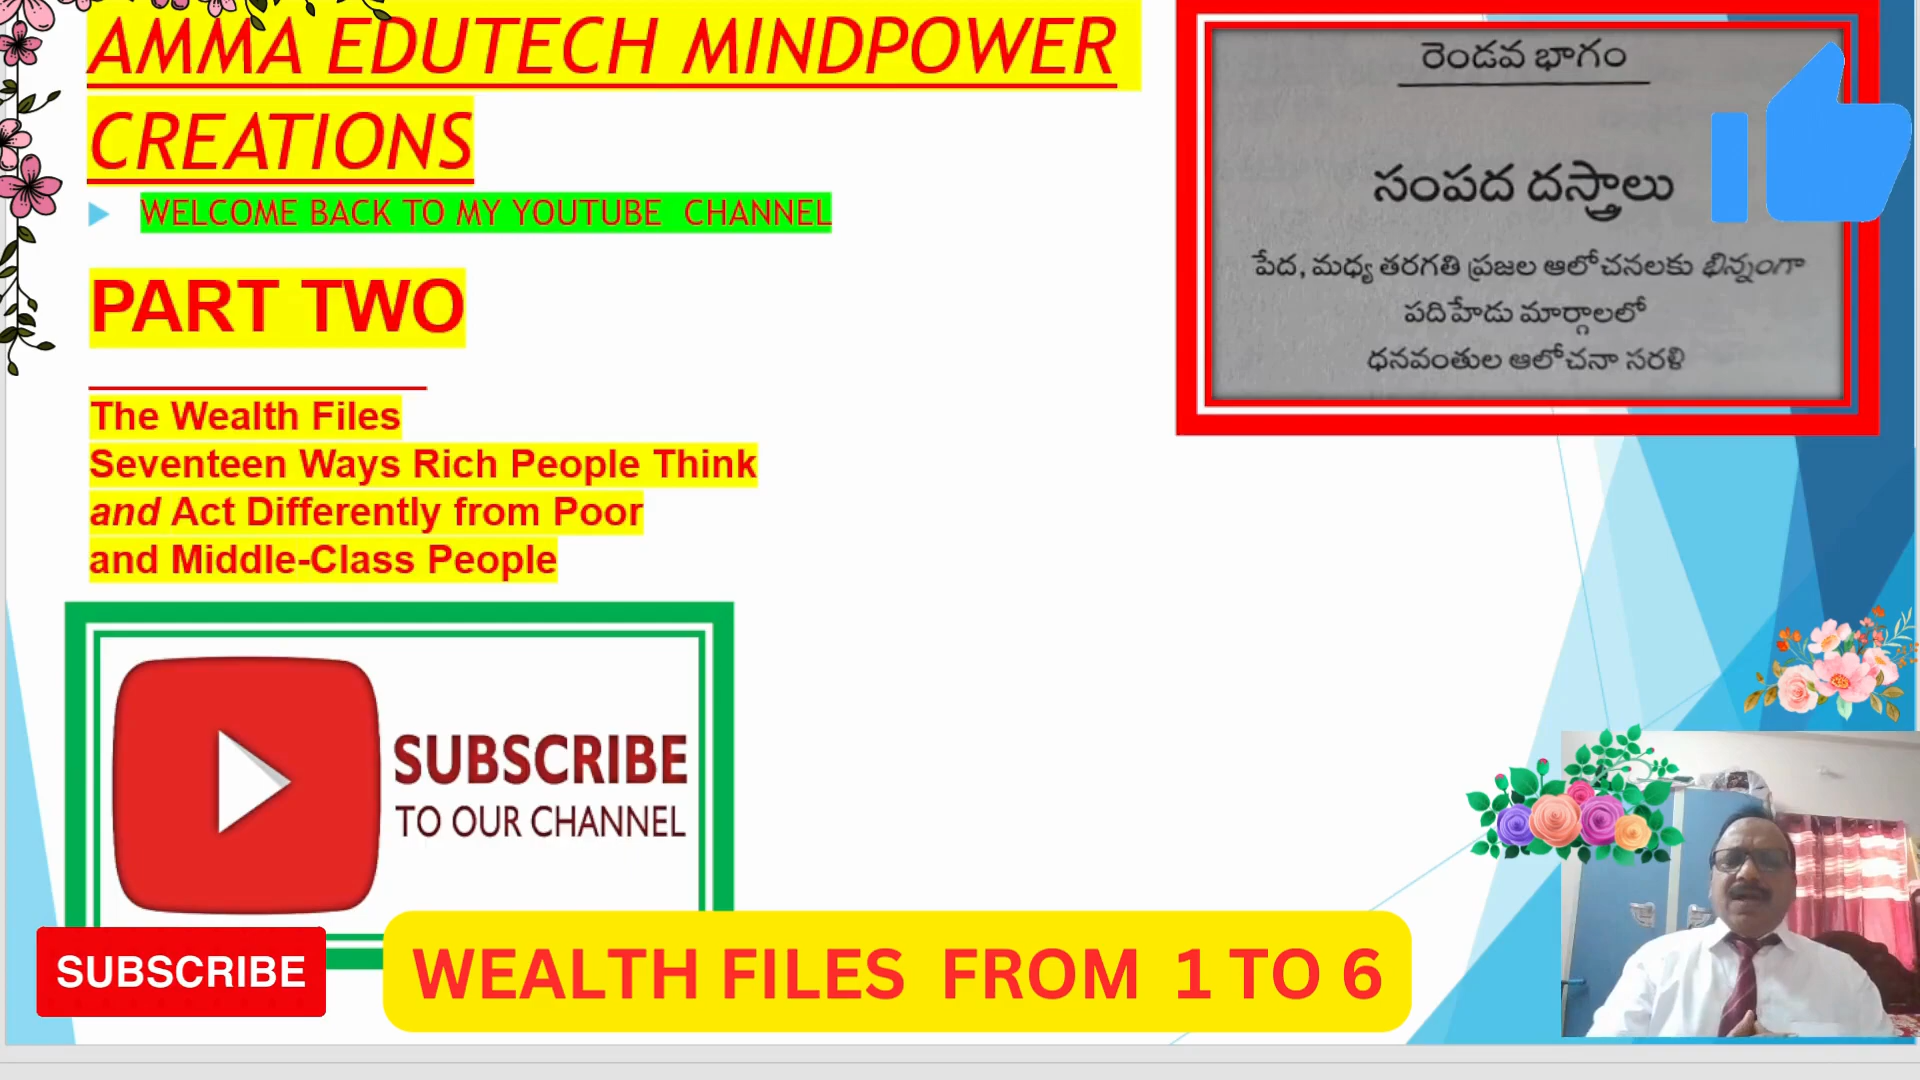 AMMA EDUTECH MINDPOWER
CREATIONS
WELCOME BACK TO MY YOUTUBE CHANNEL
PART TWO
The Wealth Files
Seventeen Ways Rich People Think
and Act Differently from Poor
and Middle-Class People
రెండవ భాగం
సంపద దస్త్రాలు
పేద, మధ్య తరగతి ప్రజల ఆలోచనలకు భిన్నంగా
పదిహేడు మార్గాలలో
ధనవంతుల ఆలోచనా సరళి
SUBSCRIBE
TO OUR CHANNEL
SUBSCRIBE
WEALTH FILES FROM 1 TO 6